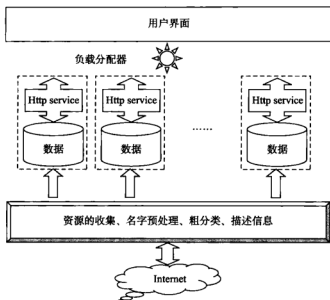 用户界面
负载分配器
Http service
Http service
Http service
数据
数据
……
数据
资源的收集、名字预处理、粗分类、描述信息
Internet